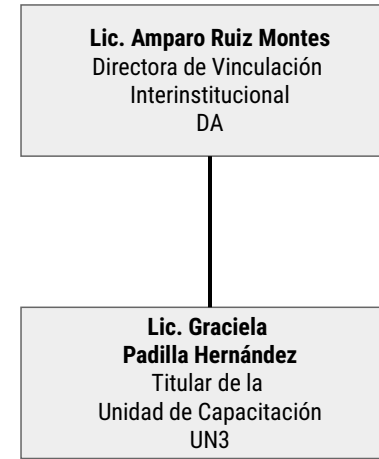 Lic. Amparo Ruiz Montes
Directora de Vinculación
Interinstitucional
DA
Lic. Graciela
Padilla Hernández
Titular de la
Unidad de Capacitación
UN3